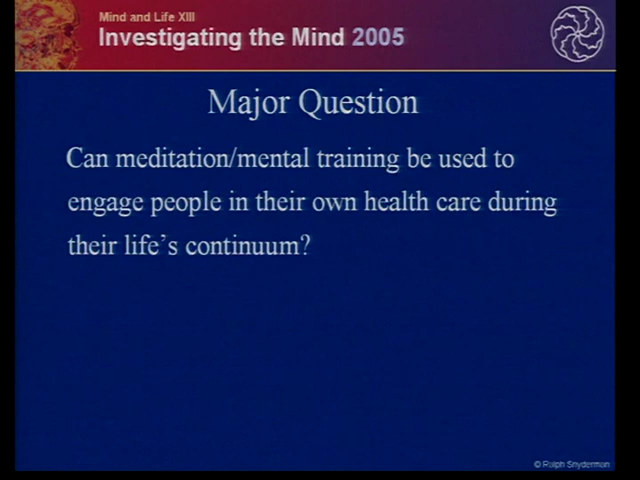 Mind and Life XIII
Investigating the Mind 2005
Major Question
Can meditation/mental training be used to
engage people in their own health care during
their life's continuum?
© Ralph Snyderman